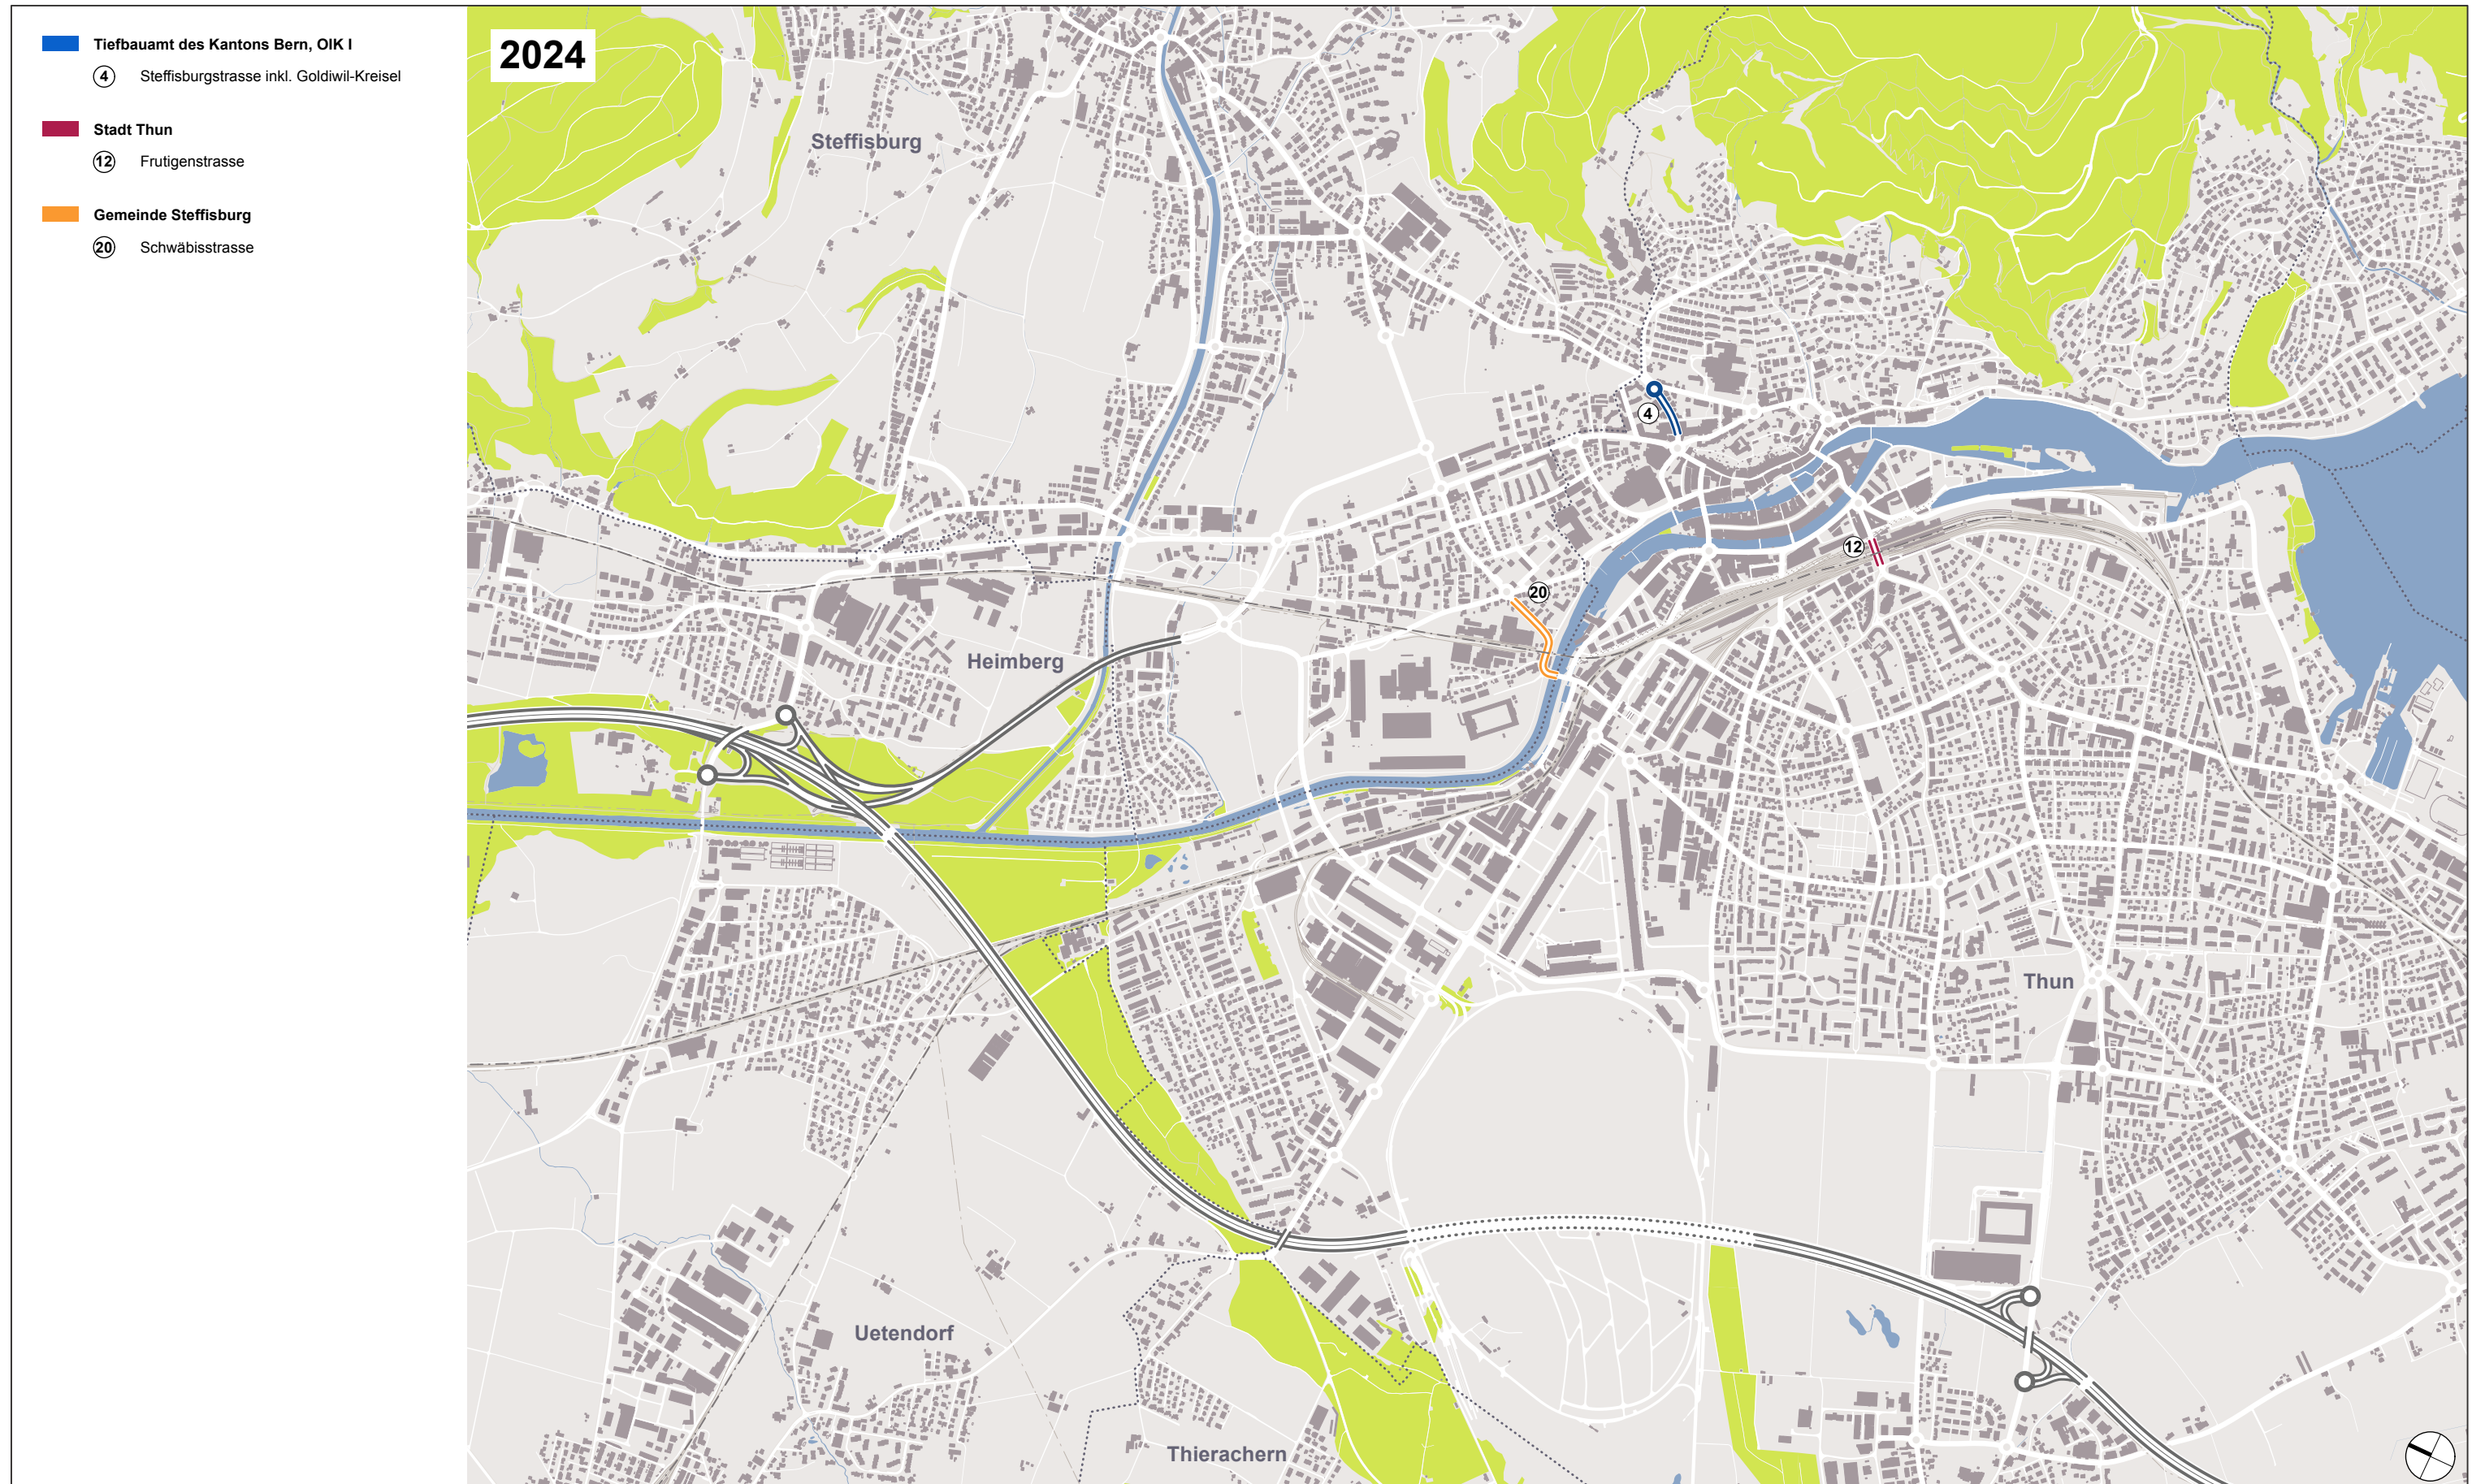 Tiefbauamt des Kantons Bern, OIK I
4 Steffisburgstrasse inkl. Goldiwil-Kreisel
Stadt Thun
12 Frutigenstrasse
Gemeinde Steffisburg
20 Schwäbisstrasse
2024
Steffisburg
4
12
20
Heimberg
Thun
Uetendorf
Thierachern